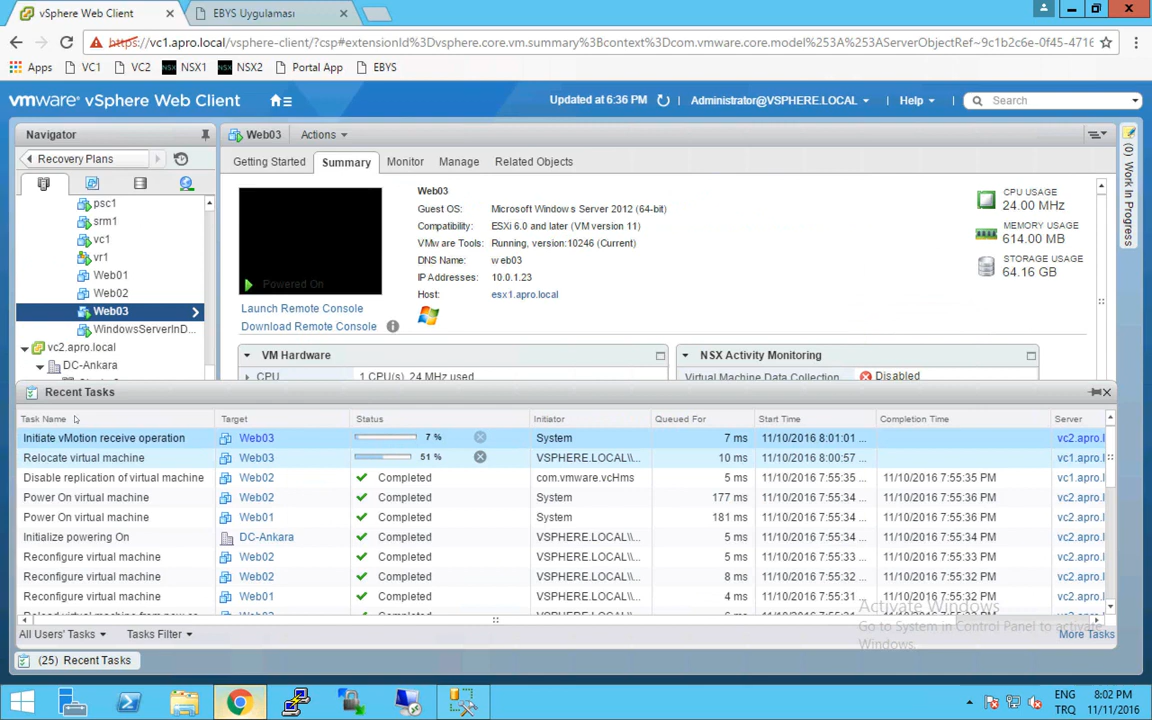 vSphere Web Client
EBYS Uygulaması
https://vc1.apro.local/vsphere-client/?csp#extensionId%3Dvsphere.core.vm.summary%3Bcontext%3Dcom.vmware.core.model%253A%253AServerObjectRef~9c1b2c6e-0f45-4716
Apps VC1 VC2 NSX1 NSX2 Portal App EBYS
vmware® vSphere Web Client
Updated at 6:36 PM Administrator@VSPHERE.LOCAL Help Search
Navigator
Recovery Plans
psc1
srm1
vc1
vr1
Web01
Web02
Web03
WindowsServerInD...
vc2.apro.local
DC-Ankara
Web03 Actions
Getting Started Summary Monitor Manage Related Objects
Powered On
Launch Remote Console
Download Remote Console
Web03
Guest OS: Microsoft Windows Server 2012 (64-bit)
Compatibility: ESXi 6.0 and later (VM version 11)
VMware Tools: Running, version:10246 (Current)
DNS Name: web03
IP Addresses: 10.0.1.23
Host: esx1.apro.local
CPU USAGE
24.00 MHz
MEMORY USAGE
614.00 MB
STORAGE USAGE
64.16 GB
(0) Work In Progress
VM Hardware
CPU 1 CPU(s), 24 MHz used
NSX Activity Monitoring
Virtual Machine Data Collection Disabled
Recent Tasks
Task Name Target Status Initiator Queued For Start Time Completion Time Server
Initiate vMotion receive operation Web03 7 % System 7 ms 11/10/2016 8:01:01 ... vc2.apro.l
Relocate virtual machine Web03 51 % VSPHERE.LOCAL\\... 10 ms 11/10/2016 8:00:57 ... vc1.apro.l
Disable replication of virtual machine Web02 Completed com.vmware.vcHms 5 ms 11/10/2016 7:55:35 ... 11/10/2016 7:55:35 PM vc1.apro.l
Power On virtual machine Web02 Completed System 177 ms 11/10/2016 7:55:34 ... 11/10/2016 7:55:36 PM vc2.apro.l
Power On virtual machine Web01 Completed System 181 ms 11/10/2016 7:55:34 ... 11/10/2016 7:55:36 PM vc2.apro.l
Initialize powering On DC-Ankara Completed VSPHERE.LOCAL\\... 5 ms 11/10/2016 7:55:34 ... 11/10/2016 7:55:34 PM vc2.apro.l
Reconfigure virtual machine Web02 Completed VSPHERE.LOCAL\\... 5 ms 11/10/2016 7:55:33 ... 11/10/2016 7:55:33 PM vc2.apro.l
Reconfigure virtual machine Web02 Completed VSPHERE.LOCAL\\... 8 ms 11/10/2016 7:55:32 ... 11/10/2016 7:55:32 PM vc2.apro.l
Reconfigure virtual machine Web01 Completed VSPHERE.LOCAL\\... 4 ms 11/10/2016 7:55:31 ... 11/10/2016 7:55:32 PM vc2.apro.l
Activate Windows
Go to System in Control Panel to activate
Windows.
All Users' Tasks Tasks Filter More Tasks
(25) Recent Tasks
ENG 8:02 PM
TRQ 11/11/2016